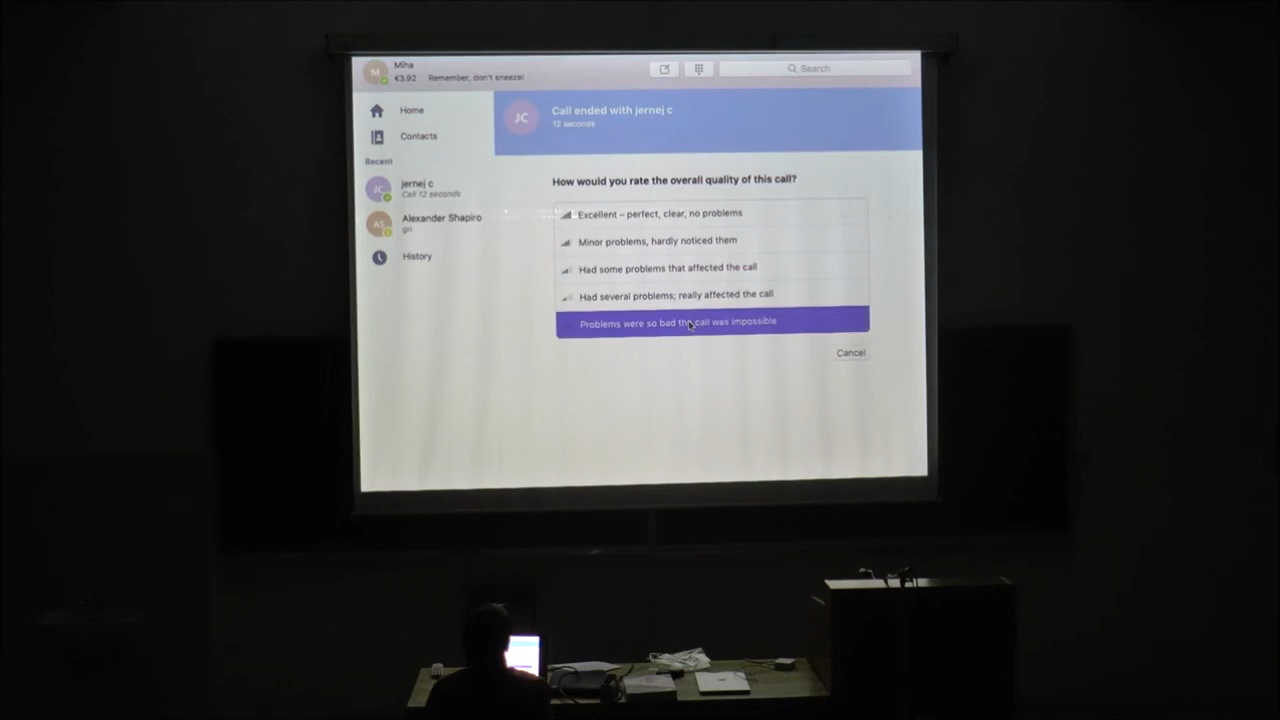 Miha
€3.92 Remember, don't sneeze!
Search
Home
Contacts
Recent
JC
jernej c
Call 12 seconds
AS
Alexander Shapiro
gn
History
JC
Call ended with jernej c
12 seconds
How would you rate the overall quality of this call?
Excellent – perfect, clear, no problems
Minor problems, hardly noticed them
Had some problems that affected the call
Had several problems; really affected the call
Problems were so bad the call was impossible
Cancel